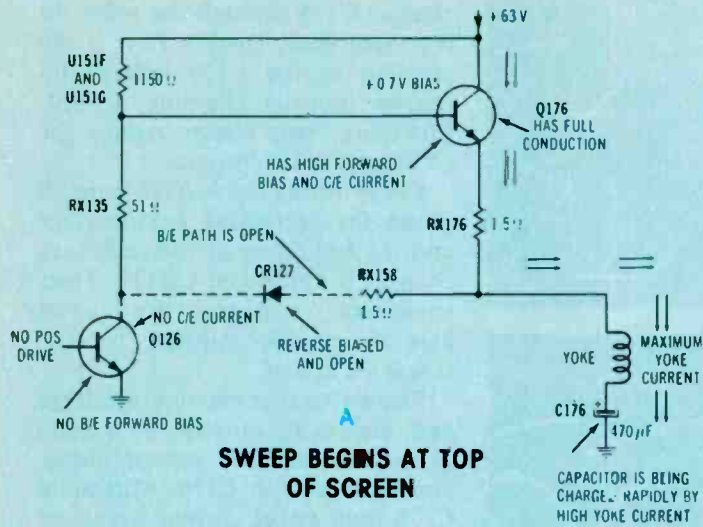 +63V
U151F
AND
U151G
1150Ω
+0.7V BIAS
Q176
HAS FULL
CONDUCTION
HAS HIGH FORWARD
BIAS AND C/E CURRENT
RX135
51Ω
B/E PATH IS OPEN
RX176
1.5Ω
CR127
RX158
1.5Ω
NO C/E CURRENT
Q126
REVERSE BIASED
AND OPEN
NO POS
DRIVE
NO B/E FORWARD BIAS
YOKE
MAXIMUM
YOKE
CURRENT
C176
+
470µF
A
SWEEP BEGINS AT TOP
OF SCREEN
CAPACITOR IS BEING
CHARGED RAPIDLY BY
HIGH YOKE CURRENT